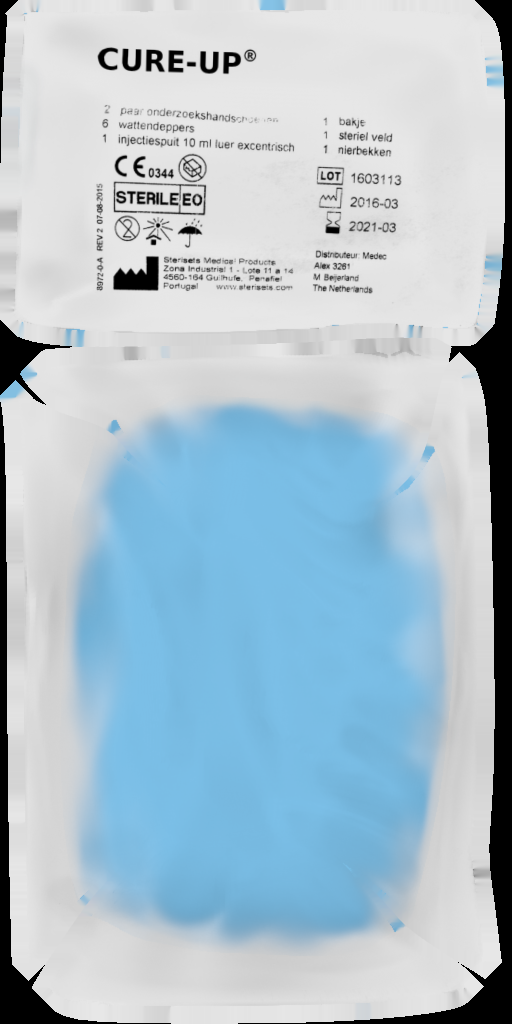 CURE-UP®
2 paar onderzoekshandschoenen
6 wattendeppers
1 injectiespuit 10 ml luer excentrisch
1 bakje
1 steriel veld
1 nierbekken
CE 0344
STERILE EO
2
LOT 1603113
2016-03
2021-03
8972-0-A REV 2 07-08-2015
Sterisets Medical Products
Zona Industriel 1 - Lote 11 a 14
4560-164 Guilhufe, Penafiel
Portugal www.sterisets.com
Distributeur: Medec
Alex 3261
M Beijerland
The Netherlands